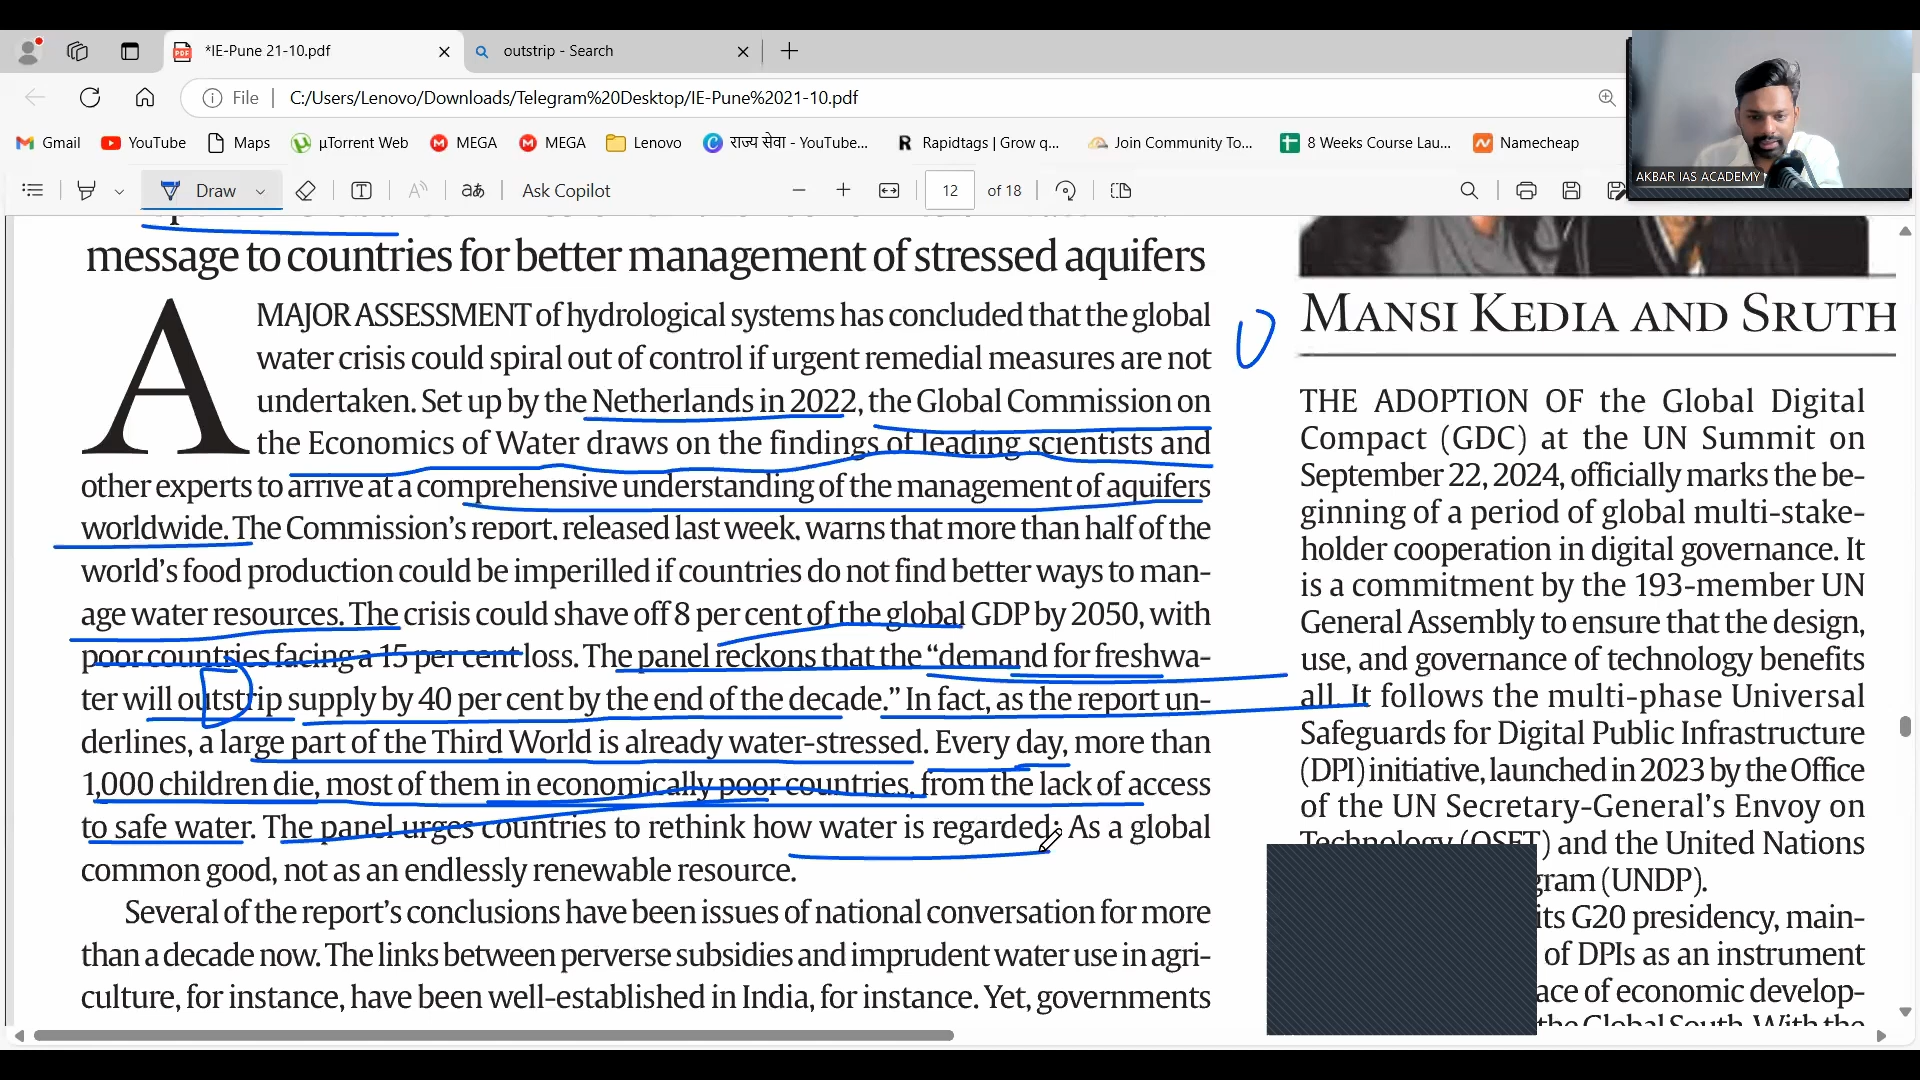 *IE-Pune 21-10.pdf
outstrip - Search
File
C:/Users/Lenovo/Downloads/Telegram%20Desktop/IE-Pune%2021-10.pdf
Gmail
YouTube
Maps
µTorrent Web
MEGA
MEGA
Lenovo
राज्य सेवा - YouTube...
Rapidtags | Grow q...
Join Community To...
8 Weeks Course Lau...
Namecheap
Draw
Ask Copilot
12 of 18
AKBAR IAS ACADEMY
message to countries for better management of stressed aquifers
A MAJOR ASSESSMENT of hydrological systems has concluded that the global
water crisis could spiral out of control if urgent remedial measures are not
undertaken. Set up by the Netherlands in 2022, the Global Commission on
the Economics of Water draws on the findings of leading scientists and
other experts to arrive at a comprehensive understanding of the management of aquifers
worldwide. The Commission's report, released last week, warns that more than half of the
world's food production could be imperilled if countries do not find better ways to man-
age water resources. The crisis could shave off 8 per cent of the global GDP by 2050, with
poor countries facing a 15 per cent loss. The panel reckons that the “demand for freshwa-
ter will outstrip supply by 40 per cent by the end of the decade.” In fact, as the report un-
derlines, a large part of the Third World is already water-stressed. Every day, more than
1,000 children die, most of them in economically poor countries, from the lack of access
to safe water. The panel urges countries to rethink how water is regarded: As a global
common good, not as an endlessly renewable resource.
Several of the report's conclusions have been issues of national conversation for more
than a decade now. The links between perverse subsidies and imprudent water use in agri-
culture, for instance, have been well-established in India, for instance. Yet, governments
MANSI KEDIA AND SRUTH
THE ADOPTION OF the Global Digital
Compact (GDC) at the UN Summit on
September 22, 2024, officially marks the be-
ginning of a period of global multi-stake-
holder cooperation in digital governance. It
is a commitment by the 193-member UN
General Assembly to ensure that the design,
use, and governance of technology benefits
all. It follows the multi-phase Universal
Safeguards for Digital Public Infrastructure
(DPI) initiative, launched in 2023 by the Office
of the UN Secretary-General's Envoy on
Technology (OSET) and the United Nations
gram (UNDP).
its G20 presidency, main-
of DPIs as an instrument
ace of economic develop-
the Global South. With the